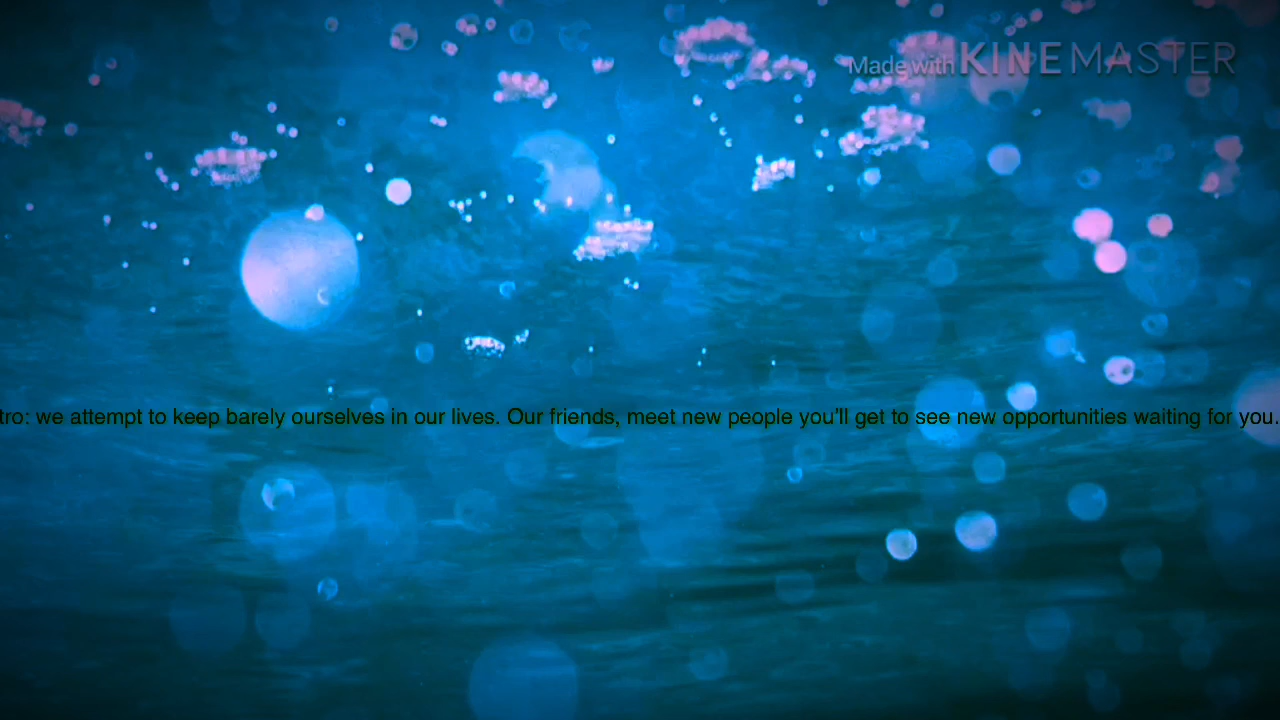 Made with KINEMASTER
tro: we attempt to keep barely ourselves in our lives. Our friends, meet new people you'll get to see new opportunities waiting for you.